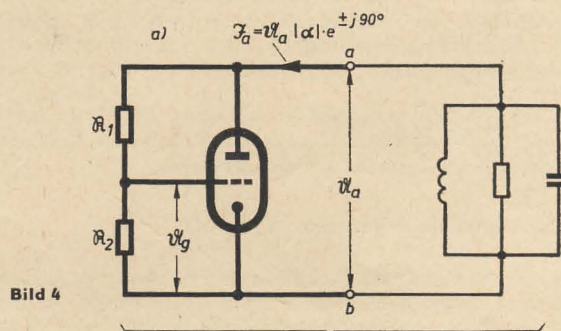 a)
𝔍a = 𝔘a |α| · e ±j 90°
a
ℜ1
𝔘a
𝔘g
ℜ2
Bild 4
b